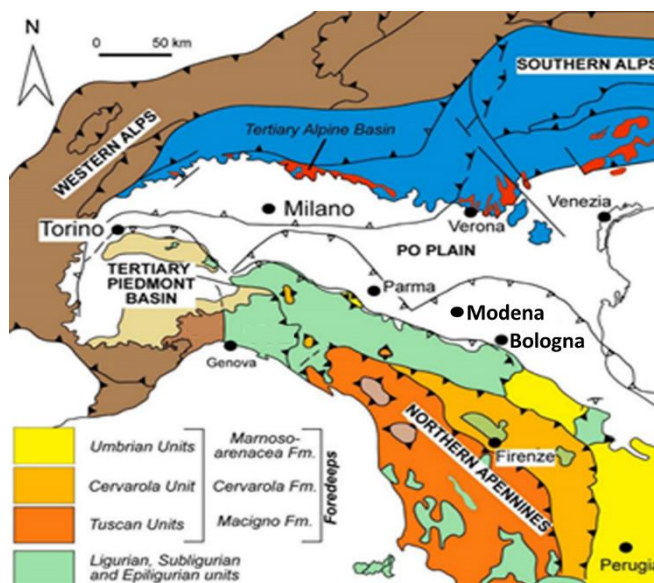 N
0 50 km
SOUTHERN ALPS
WESTERN ALPS
Tertiary Alpine Basin
Milano
Venezia
Torino
Verona
PO PLAIN
TERTIARY
PIEDMONT
BASIN
Parma
Modena
Bologna
Genova
NORTHERN APENNINES
Firenze
Umbrian Units
Marnoso-
arenacea Fm.
Cervarola Unit
Cervarola Fm.
Foredeeps
Tuscan Units
Macigno Fm.
Ligurian, Subligurian
and Epiligurian units
Perugia